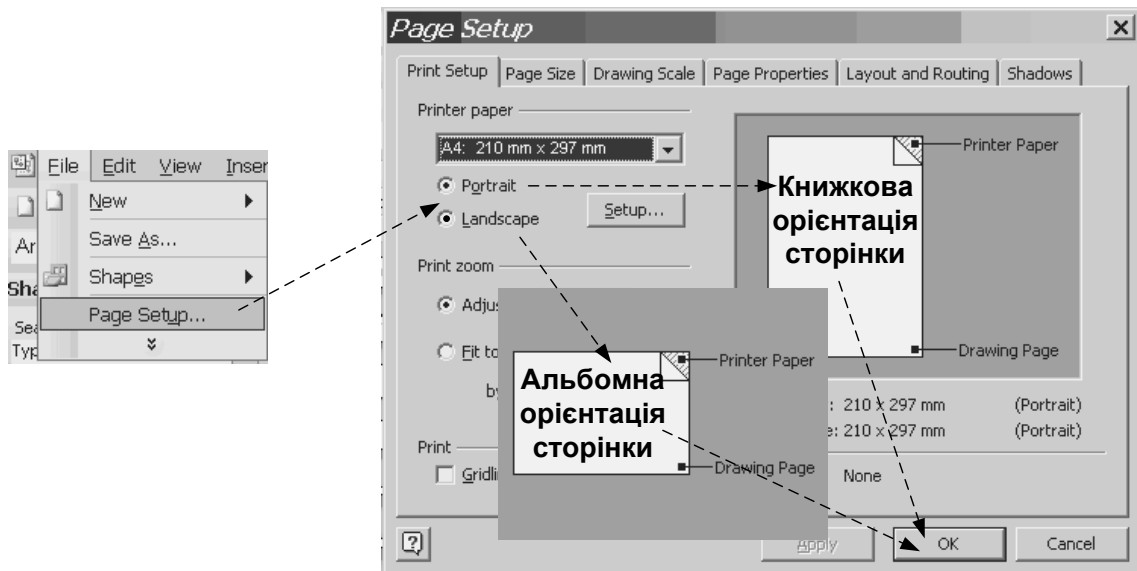 Page Setup
Print Setup Page Size Drawing Scale Page Properties Layout and Routing Shadows
Printer paper
A4: 210 mm x 297 mm
Portrait
Landscape
Setup...
Print zoom
Adjus
Fit to
by
Print
Gridli
Printer Paper
Книжкова
орієнтація
сторінки
Drawing Page
Printer Paper
Альбомна
орієнтація
сторінки
Drawing Page
: 210 x 297 mm (Portrait)
e: 210 x 297 mm (Portrait)
None
Apply OK Cancel
File Edit View Inser
New
Save As...
Shapes
Page Setup...
Ar
Sha
Sea
Typ